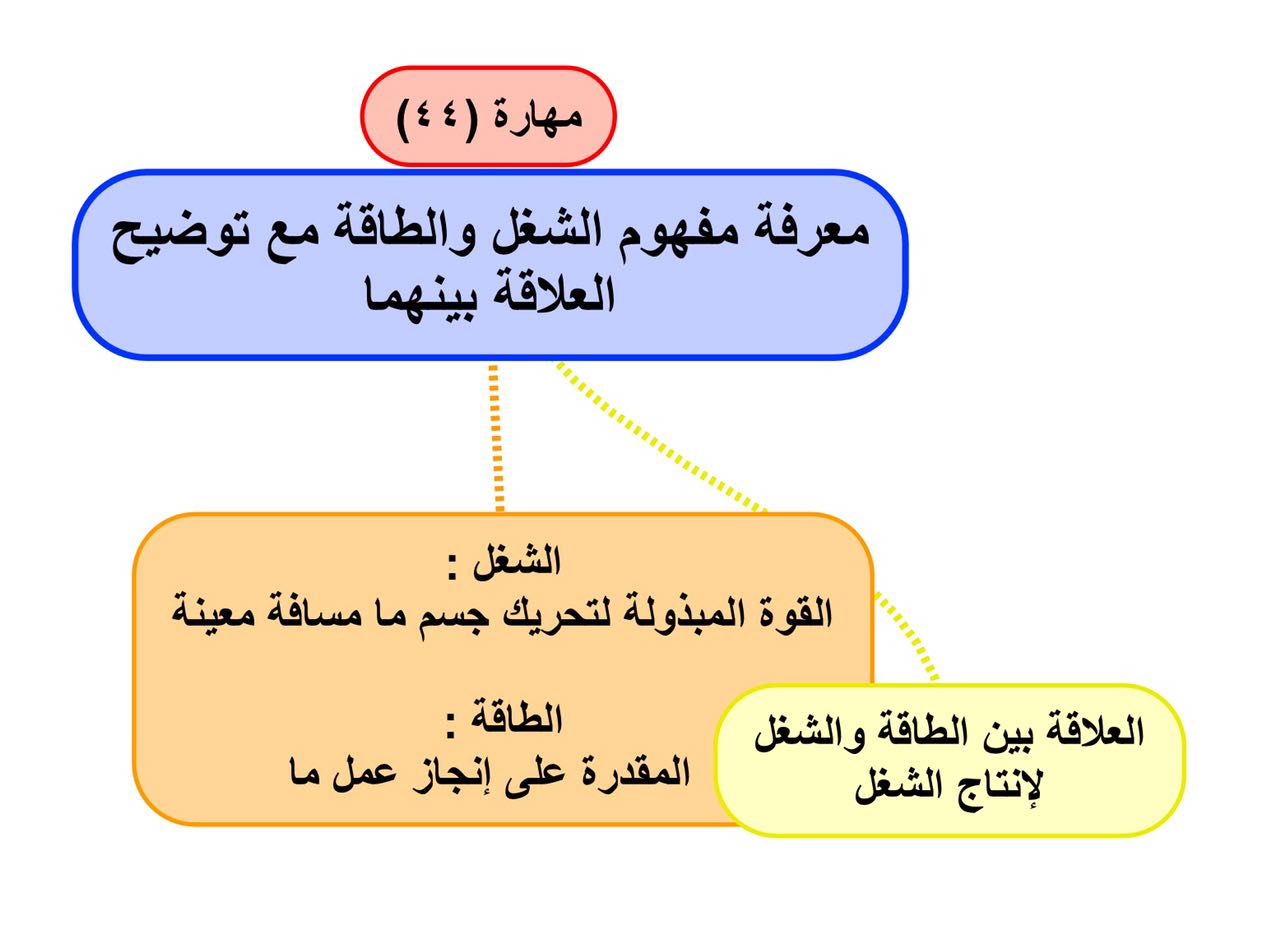 مهارة (٤٤)
معرفة مفهوم الشغل والطاقة مع توضيح
العلاقة بينهما
الشغل :
القوة المبذولة لتحريك جسم ما مسافة معينة
الطاقة :
المقدرة على إنجاز عمل ما
العلاقة بين الطاقة والشغل
لإنتاج الشغل